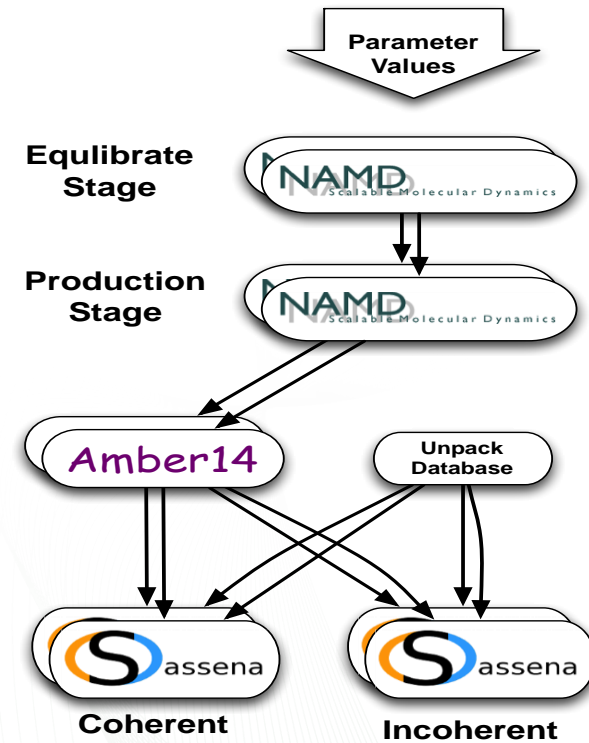 Parameter
Values
Equlibrate
Stage
N
NAMD
Scalable Molecular Dynamics
Production
Stage
N
NAMD
Scalable Molecular Dynamics
Amber14
Unpack
Database
Sassena
Sassena
Coherent
Incoherent